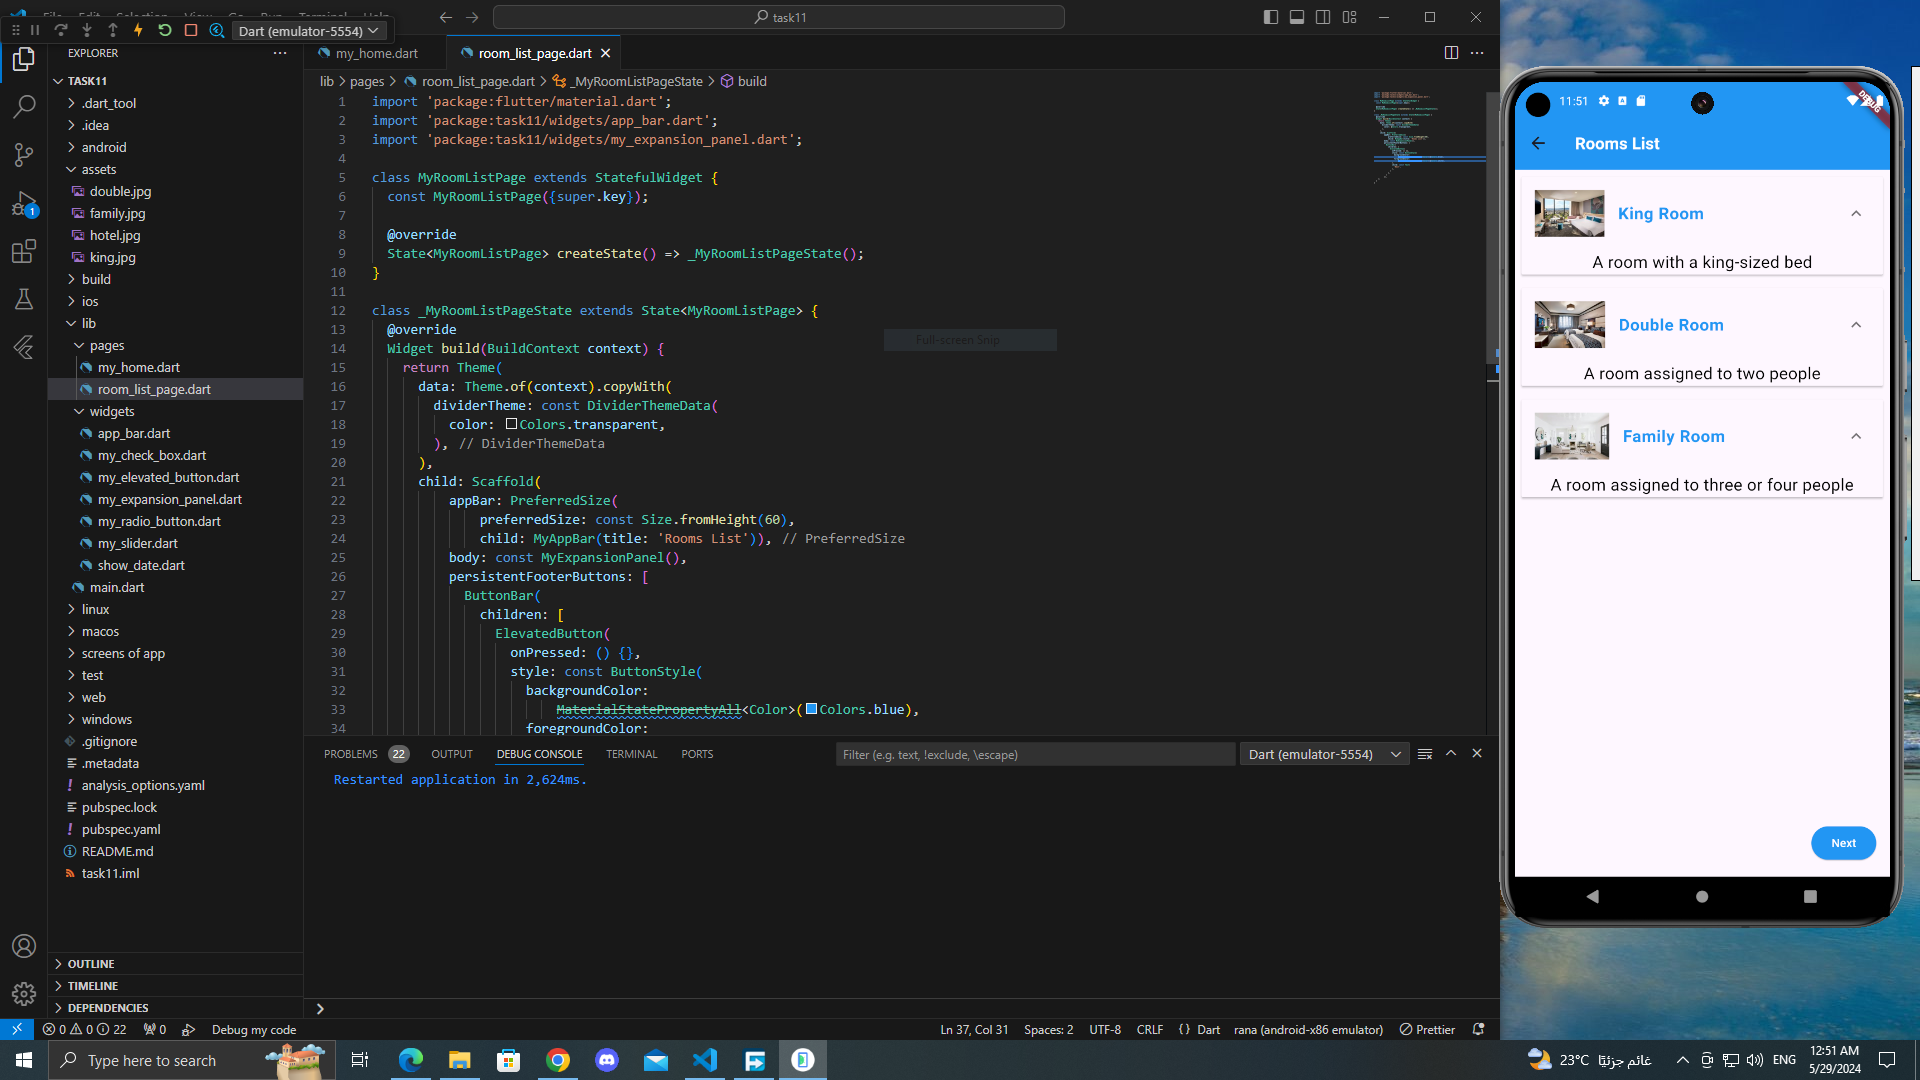 File Edit Selection View Go Run Terminal Help
task11
Dart (emulator-5554)
EXPLORER
my_home.dart
room_list_page.dart
TASK11
.dart_tool
.idea
android
assets
double.jpg
family.jpg
hotel.jpg
king.jpg
build
ios
lib
pages
my_home.dart
room_list_page.dart
widgets
app_bar.dart
my_check_box.dart
my_elevated_button.dart
my_expansion_panel.dart
my_radio_button.dart
my_slider.dart
show_date.dart
main.dart
linux
macos
screens of app
test
web
windows
.gitignore
.metadata
analysis_options.yaml
pubspec.lock
pubspec.yaml
README.md
task11.iml
OUTLINE
TIMELINE
DEPENDENCIES
lib > pages > room_list_page.dart > _MyRoomListPageState > build
1 import 'package:flutter/material.dart';
2 import 'package:task11/widgets/app_bar.dart';
3 import 'package:task11/widgets/my_expansion_panel.dart';
4
5 class MyRoomListPage extends StatefulWidget {
6 const MyRoomListPage({super.key});
7
8 @override
9 State<MyRoomListPage> createState() => _MyRoomListPageState();
10 }
11
12 class _MyRoomListPageState extends State<MyRoomListPage> {
13 @override
14 Widget build(BuildContext context) {
15 return Theme(
16 data: Theme.of(context).copyWith(
17 dividerTheme: const DividerThemeData(
18 color: Colors.transparent,
19 ), // DividerThemeData
20 ),
21 child: Scaffold(
22 appBar: PreferredSize(
23 preferredSize: const Size.fromHeight(60),
24 child: MyAppBar(title: 'Rooms List')), // PreferredSize
25 body: const MyExpansionPanel(),
26 persistentFooterButtons: [
27 ButtonBar(
28 children: [
29 ElevatedButton(
30 onPressed: () {},
31 style: const ButtonStyle(
32 backgroundColor:
33 MaterialStatePropertyAll<Color>(Colors.blue),
34 foregroundColor:
Full-screen Snip
PROBLEMS 22 OUTPUT DEBUG CONSOLE TERMINAL PORTS
Filter (e.g. text, !exclude, \escape)
Dart (emulator-5554)
Restarted application in 2,624ms.
0 0 22 0 Debug my code
Ln 37, Col 31 Spaces: 2 UTF-8 CRLF {} Dart rana (android-x86 emulator) Prettier
1
11:51
A
DEBUG
Rooms List
King Room
A room with a king-sized bed
Double Room
A room assigned to two people
Family Room
A room assigned to three or four people
Next
Type here to search
23°C غائم جزئيًا
ENG
12:51 AM
5/29/2024